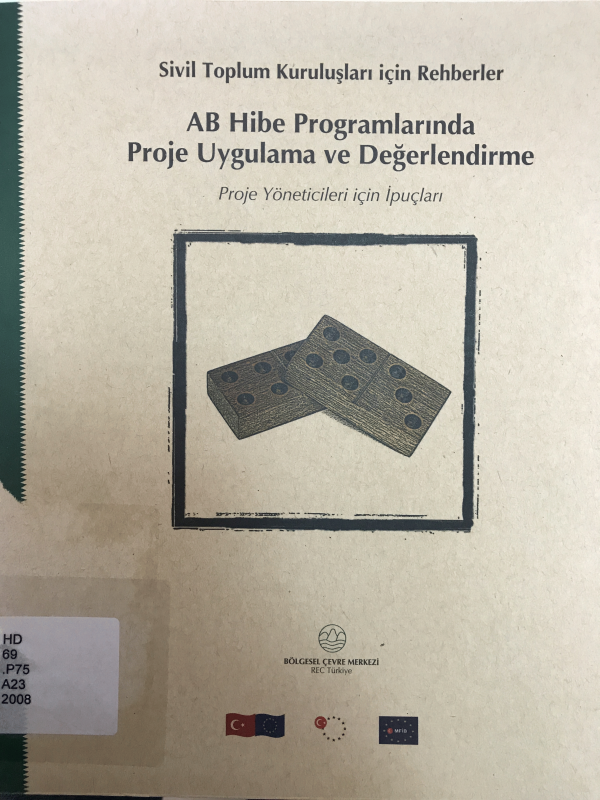 Sivil Toplum Kuruluşları için Rehberler
AB Hibe Programlarında
Proje Uygulama ve Değerlendirme
Proje Yöneticileri için İpuçları
BÖLGESEL ÇEVRE MERKEZİ
REC Türkiye
HD
69
.P75
A23
2008
MFİB